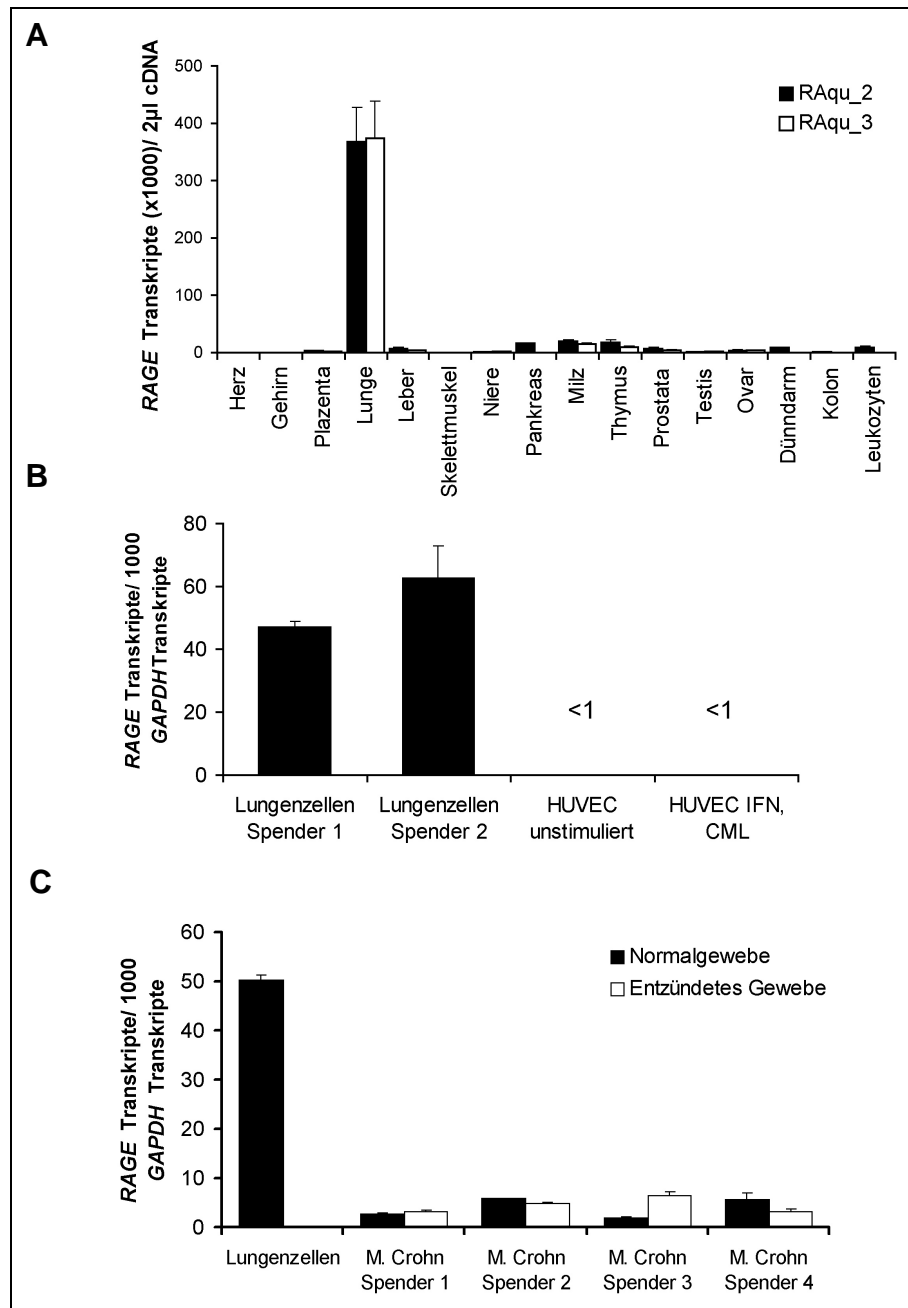 A
RAGE Transkripte (x1000)/ 2µl cDNA
500
400
300
200
100
0
RAqu_2
RAqu_3
Herz
Gehirn
Plazenta
Lunge
Leber
Skelettmuskel
Niere
Pankreas
Milz
Thymus
Prostata
Testis
Ovar
Dünndarm
Kolon
Leukozyten
B
RAGE Transkripte/ 1000
GAPDHTranskripte
80
60
40
20
0
<1
<1
Lungenzellen
Spender 1
Lungenzellen
Spender 2
HUVEC
unstimuliert
HUVEC IFN,
CML
C
RAGE Transkripte/ 1000
GAPDH Transkripte
60
50
40
30
20
10
0
Normalgewebe
Entzündetes Gewebe
Lungenzellen
M. Crohn
Spender 1
M. Crohn
Spender 2
M. Crohn
Spender 3
M. Crohn
Spender 4